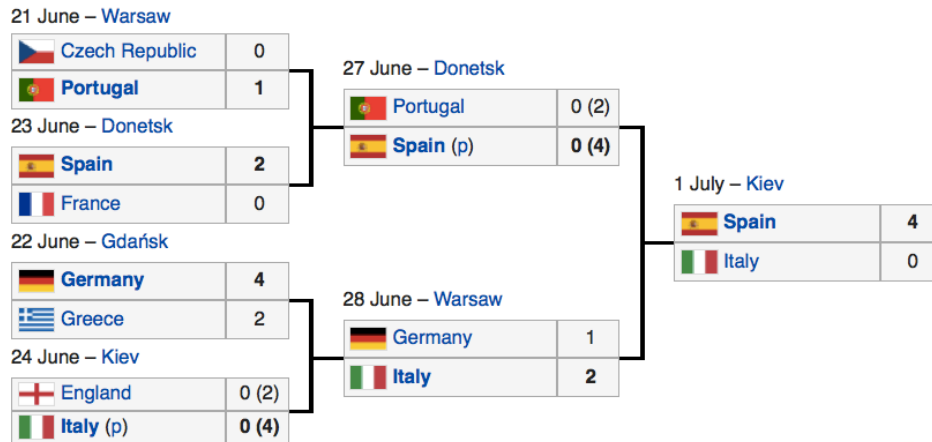 21 June – Warsaw
Czech Republic 0
Portugal 1
23 June – Donetsk
Spain 2
France 0
22 June – Gdańsk
Germany 4
Greece 2
24 June – Kiev
England 0 (2)
Italy (p) 0 (4)
27 June – Donetsk
Portugal 0 (2)
Spain (p) 0 (4)
28 June – Warsaw
Germany 1
Italy 2
1 July – Kiev
Spain 4
Italy 0